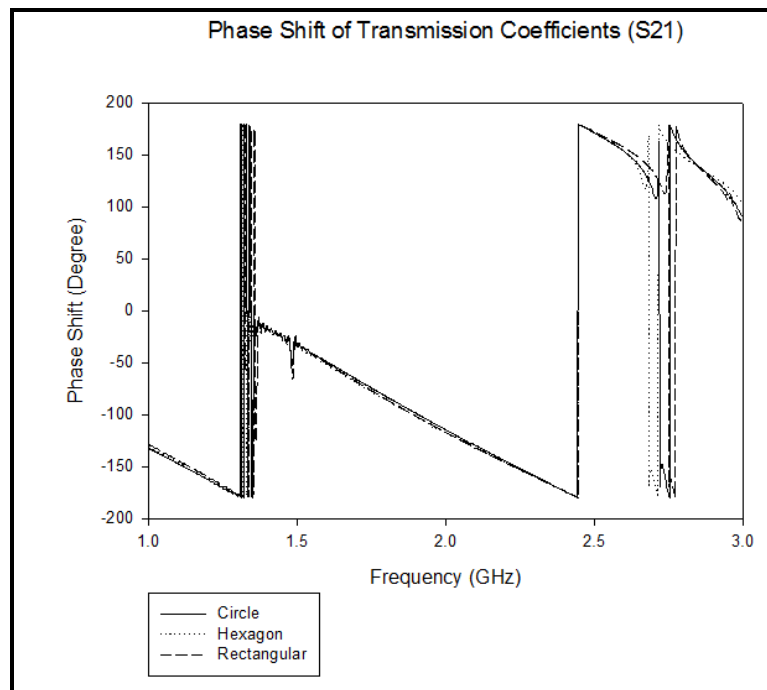 Phase Shift of Transmission Coefficients (S21)
200
150
100
50
0
-50
-100
-150
-200
Phase Shift (Degree)
1.0 1.5 2.0 2.5 3.0
Frequency (GHz)
Circle
Hexagon
Rectangular